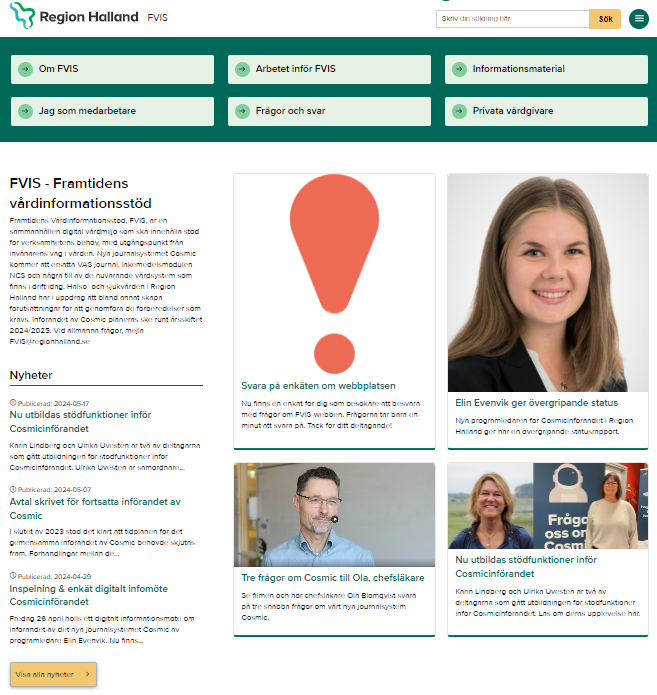 Region Halland FVIS
Skriv din sökning här
Sök
Om FVIS
Arbetet inför FVIS
Informationsmaterial
Jag som medarbetare
Frågor och svar
Privata vårdgivare
FVIS - Framtidens
vårdinformationsstöd
Framtidens Vårdinformationsstöd, FVIS, är en
sammanhållen digital vårdmiljö som ska innehålla stöd
för verksamhetens behov, med utgångspunkt från
invånarens väg i vården. Nya journalsystemet Cosmic
kommer att ersätta VAS journal, läkemedelsmodulen
NCS och några till av de nuvarande vårdsystem som
finns i drift idag. Hälso- och sjukvården i Region
Halland har i uppdrag att bland annat skapa
förutsättningar för att genomföra de förberedelser som
krävs. Införandet av Cosmic planeras ske runt årsskiftet
2024/2025. Vid allmänna frågor, mejla
FVIS@regionhalland.se
Nyheter
Publicerad: 2024-05-17
Nu utbildas stödfunktioner inför
Cosmicinförandet
Karin Lindberg och Ulrika Uvesten är två av deltagarna
som gått utbildningen för stödfunktioner inför
Cosmicinförandet. Ulrika Uvesten är samordnare...
Publicerad: 2024-05-07
Avtal skrivet för fortsatta införandet av
Cosmic
I slutet av 2023 stod det klart att tidplanen för det
gemensamma införandet av Cosmic behövde skjutas
fram. Förhandlingar mellan de...
Publicerad: 2024-04-29
Inspelning & enkät digitalt infomöte
Cosmicinförandet
Fredag 26 april hölls ett digitalt informationsmöte om
införandet av det nya journalsystemet Cosmic av
programledare Elin Evenvik. Nu finns...
Visa alla nyheter
Svara på enkäten om webbplatsen
Nu finns en enkät för dig som besökare att besvara
med frågor om FVIS-webben. Frågorna tar bara en
minut att svara på. Tack för ditt deltagande!
Elin Evenvik ger övergripande status
Nya programledaren för Cosmicinförandet i Region
Halland ger här en övergripande statusrapport.
Tre frågor om Cosmic till Ola, chefsläkare
Se filmen och hör chefsläkare Ola Blomqvist svara
på tre snabba frågor om vårt nya journalsystem
Cosmic.
Fråga
oss om
Cosmic
Nu utbildas stödfunktioner inför
Cosmicinförandet
Karin Lindberg och Ulrika Uvesten är två av
deltagarna som gått utbildningen för stödfunktioner
inför Cosmicinförandet. Läs om deras upplevelse här.